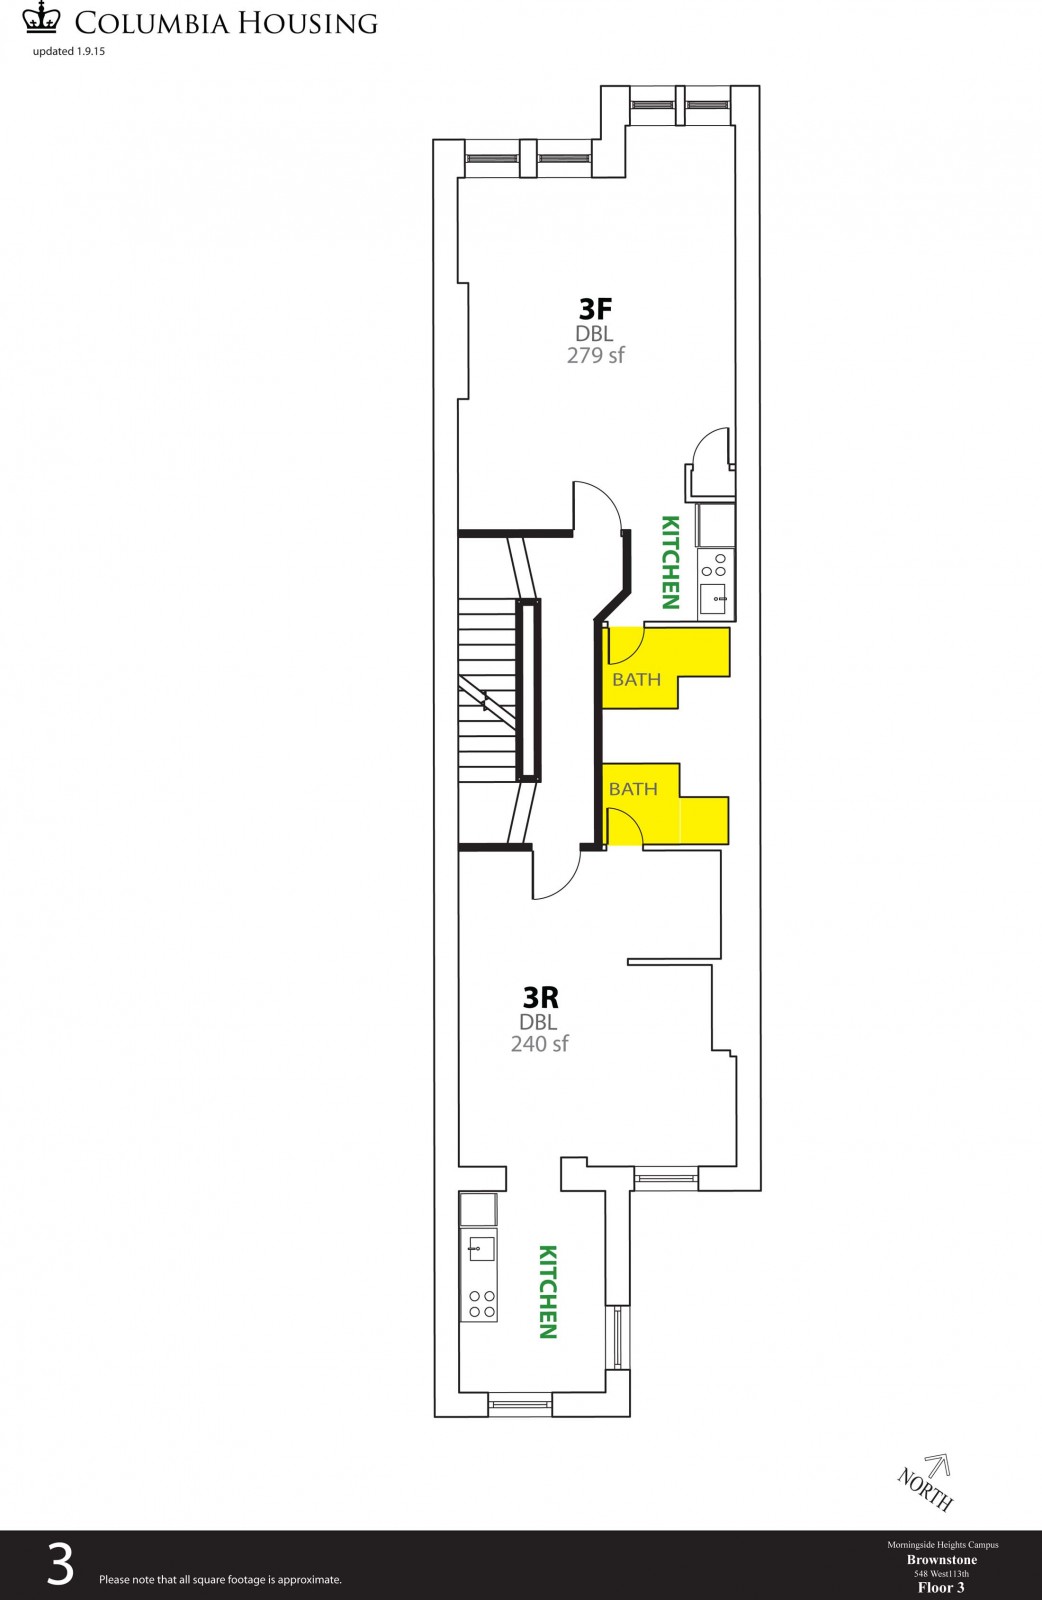 COLUMBIA HOUSING
updated 1.9.15
3F
DBL
279 sf
KITCHEN
BATH
BATH
3R
DBL
240 sf
KITCHEN
NORTH
3
Please note that all square footage is approximate.
Morningside Heights Campus
Brownstone
548 West113th
Floor 3